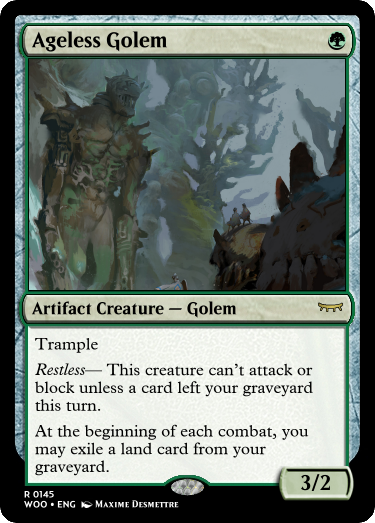 Ageless Golem
Artifact Creature — Golem
Trample
Restless— This creature can't attack or
block unless a card left your graveyard
this turn.
At the beginning of each combat, you
may exile a land card from your
graveyard.
3/2
R 0145
WOO • ENG Maxime Desmettre